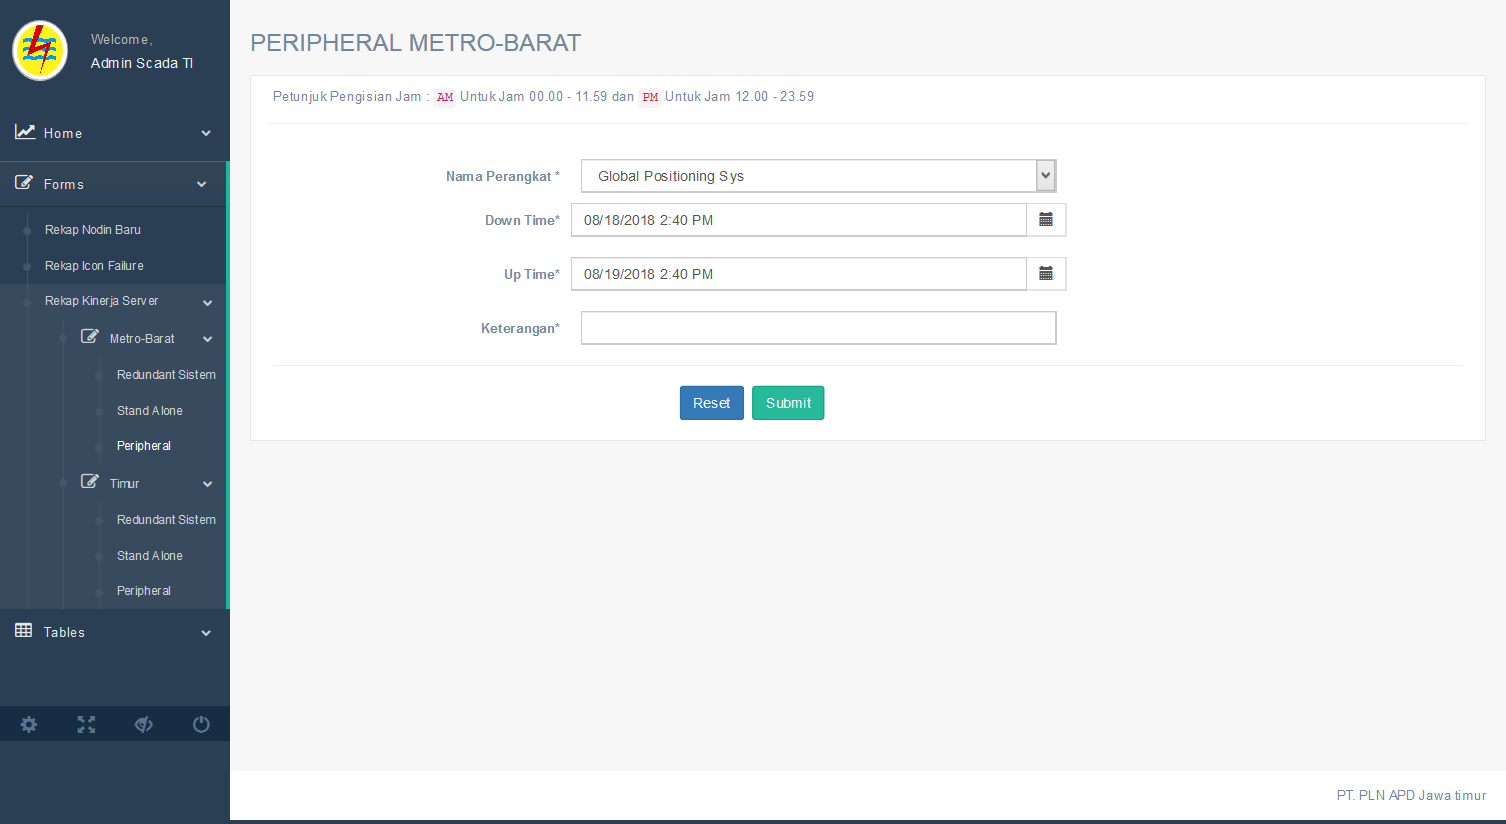 Welcome,
Admin Scada TI
Home
Forms
Rekap Nodin Baru
Rekap Icon Failure
Rekap Kinerja Server
Metro-Barat
Redundant Sistem
Stand Alone
Peripheral
Timur
Redundant Sistem
Stand Alone
Peripheral
Tables
PERIPHERAL METRO-BARAT
Petunjuk Pengisian Jam : AM Untuk Jam 00.00 - 11.59 dan PM Untuk Jam 12.00 - 23.59
Nama Perangkat * Global Positioning Sys
Down Time* 08/18/2018 2:40 PM
Up Time* 08/19/2018 2:40 PM
Keterangan*
Reset Submit
PT. PLN APD Jawa timur